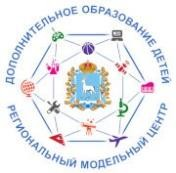 ДОПОЛНИТЕЛЬНОЕ ОБРАЗОВАНИЕ ДЕТЕЙ
РЕГИОНАЛЬНЫЙ МОДЕЛЬНЫЙ ЦЕНТР